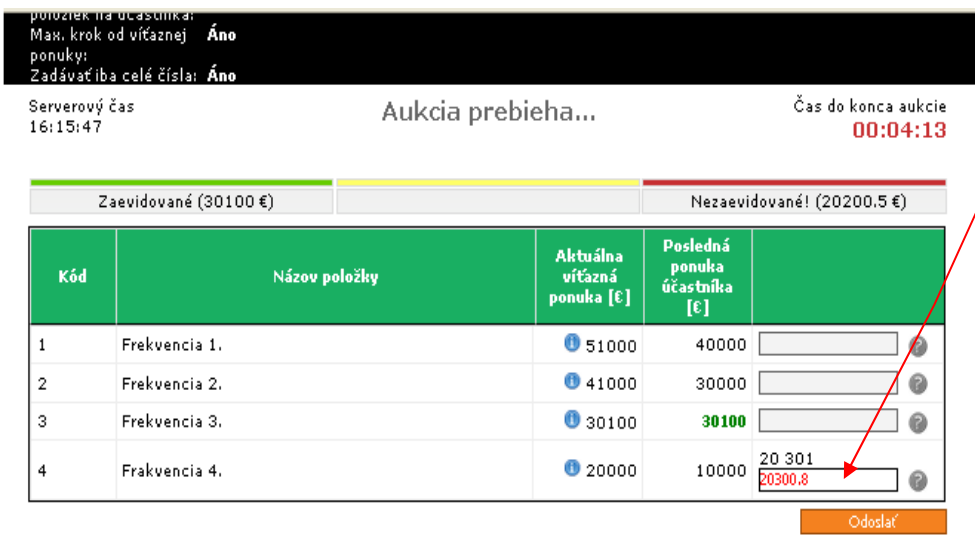 položiek na účastníka:
Max. krok od víťaznej ponuky: Áno
Zadávať iba celé čísla: Áno
Serverový čas
16:15:47
Aukcia prebieha...
Čas do konca aukcie
00:04:13
Zaevidované (30100 €)
Nezaevidované! (20200.5 €)
Kód
Názov položky
Aktuálna víťazná ponuka [€]
Posledná ponuka účastníka [€]
1 Frekvencia 1. 51000 40000 ?
2 Frekvencia 2. 41000 30000 ?
3 Frekvencia 3. 30100 30100 ?
20 301
4 Frakvencia 4. 20000 10000 20300.8 ?
Odoslať